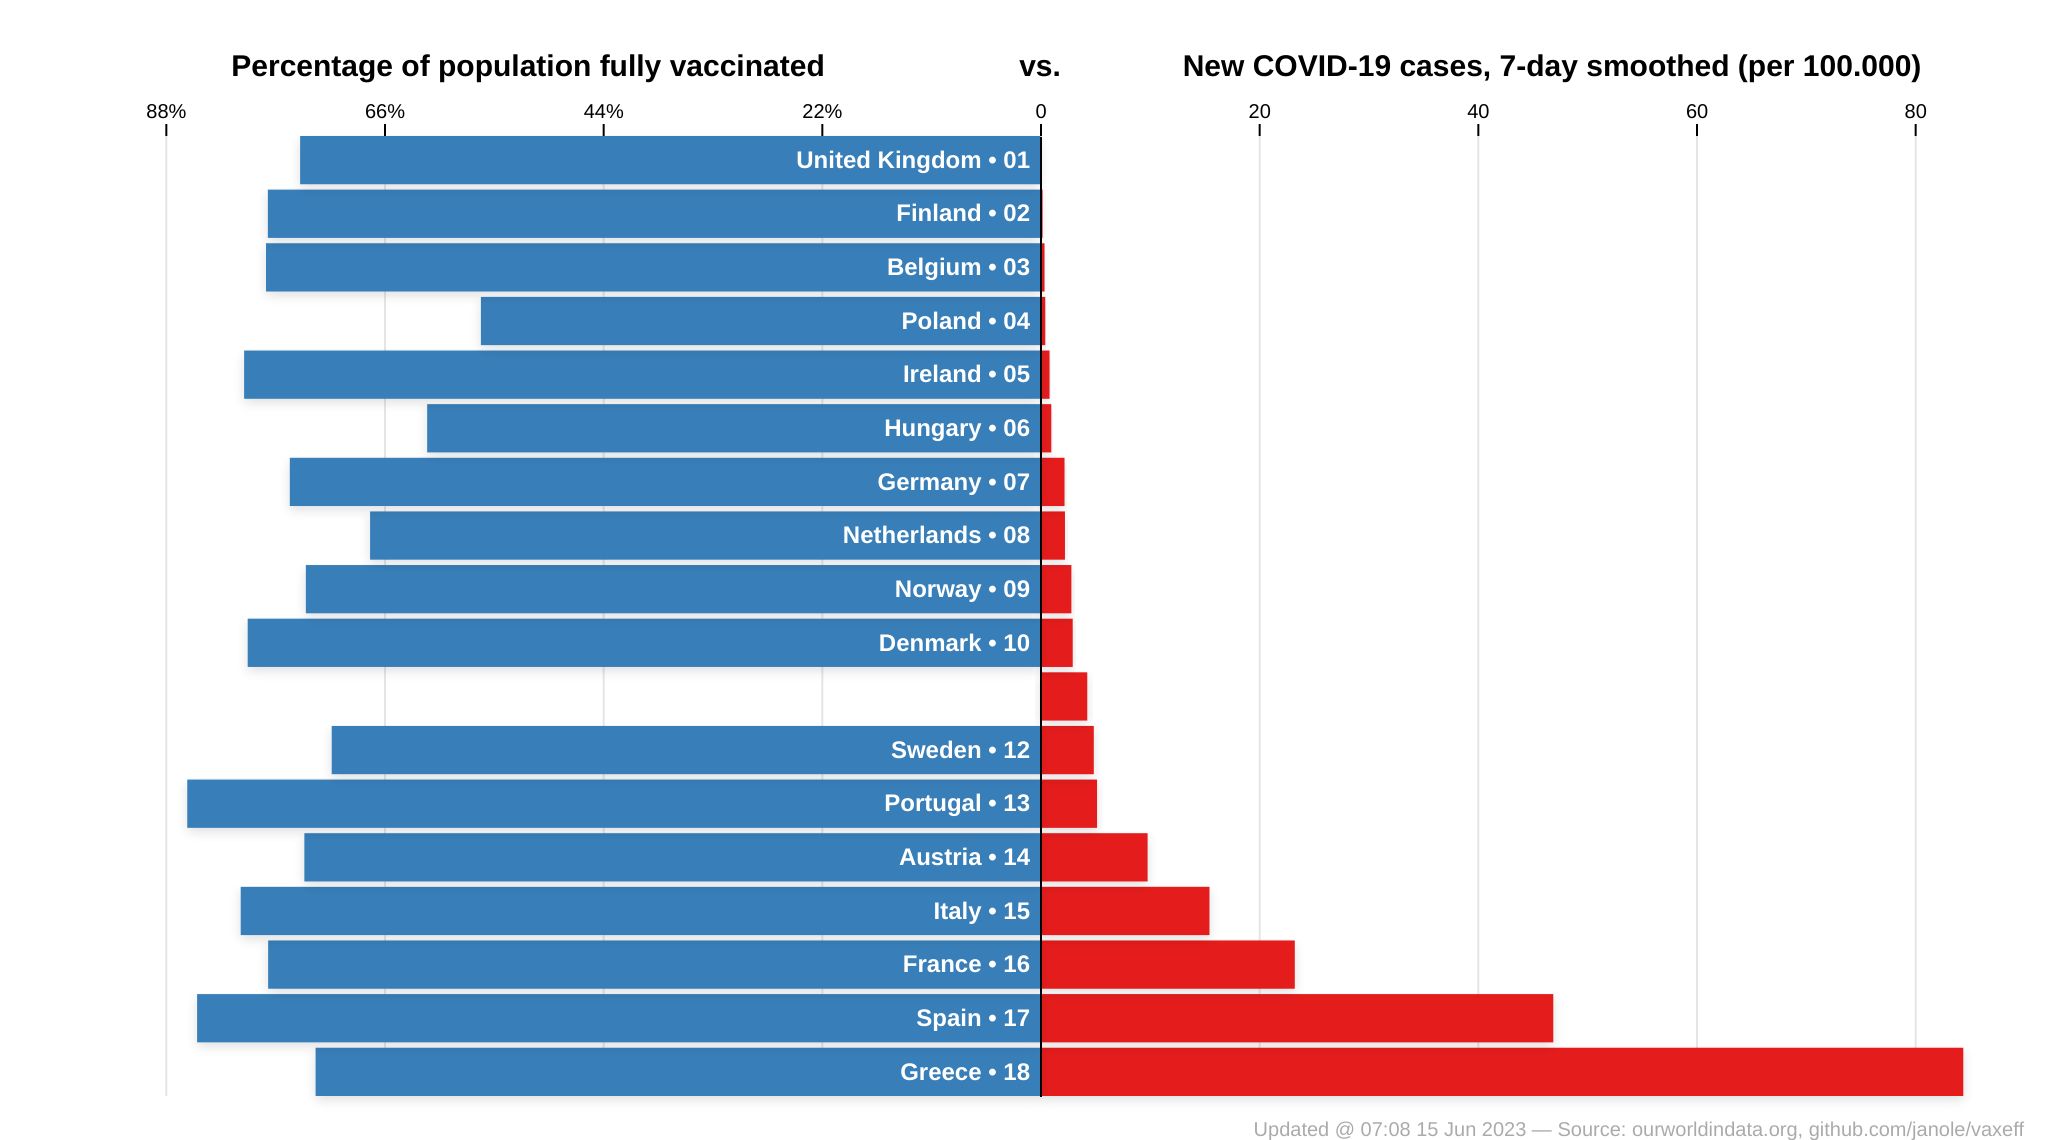 Percentage of population fully vaccinated vs. New COVID-19 cases, 7-day smoothed (per 100.000)
88% 66% 44% 22% 0 20 40 60 80
United Kingdom • 01
Finland • 02
Belgium • 03
Poland • 04
Ireland • 05
Hungary • 06
Germany • 07
Netherlands • 08
Norway • 09
Denmark • 10
Sweden • 12
Portugal • 13
Austria • 14
Italy • 15
France • 16
Spain • 17
Greece • 18
Updated @ 07:08 15 Jun 2023 — Source: ourworldindata.org, github.com/janole/vaxeff